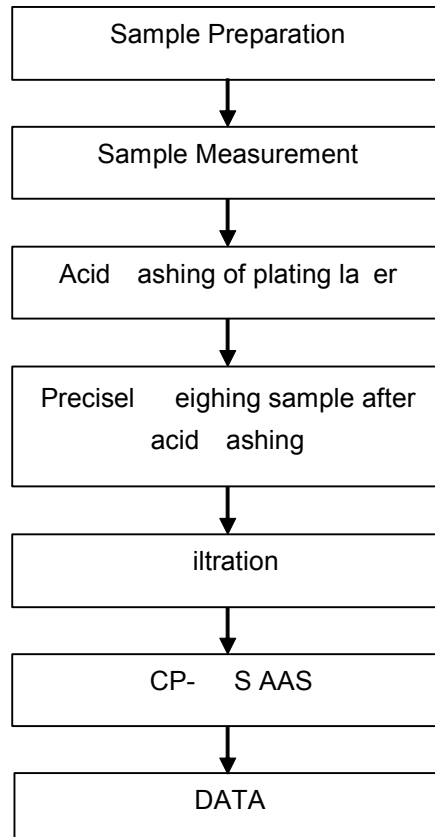 Sample Preparation
Sample Measurement
Acid ashing of plating la er
Precisel eighing sample after
acid ashing
iltration
CP- S AAS
DATA